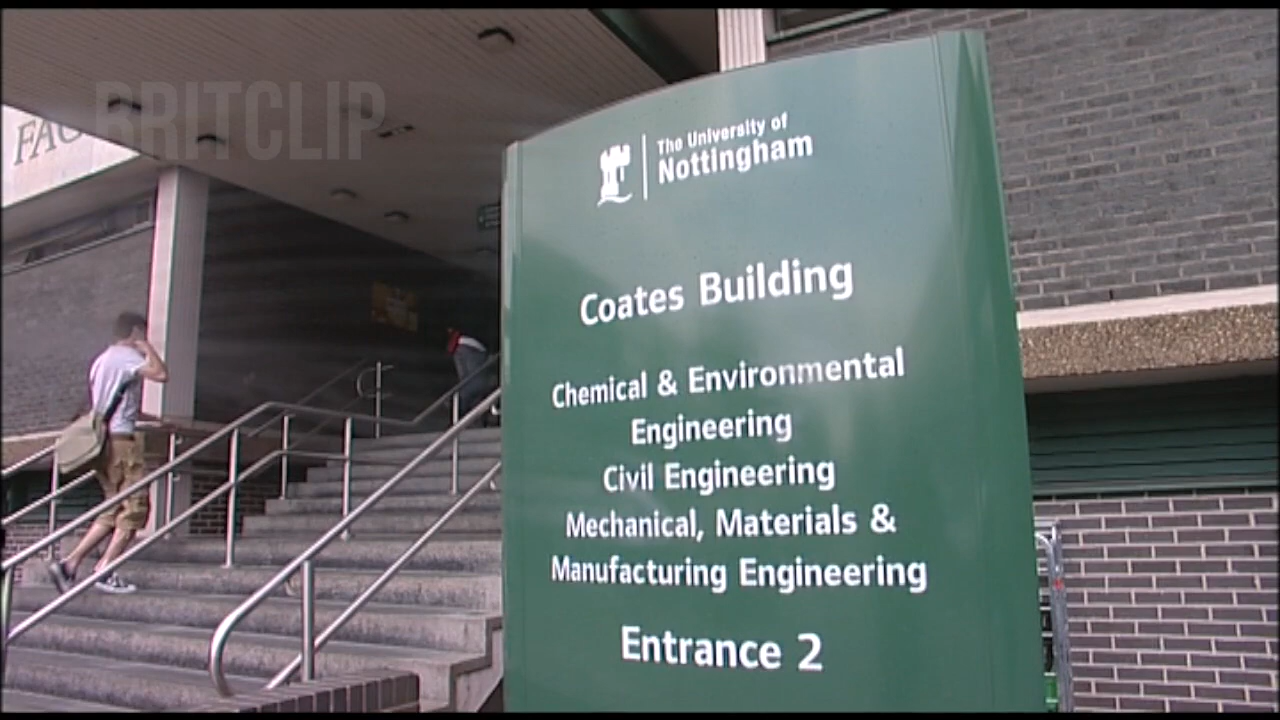 BRITCLIP
The University of
Nottingham
Coates Building
Chemical & Environmental
Engineering
Civil Engineering
Mechanical, Materials &
Manufacturing Engineering
Entrance 2